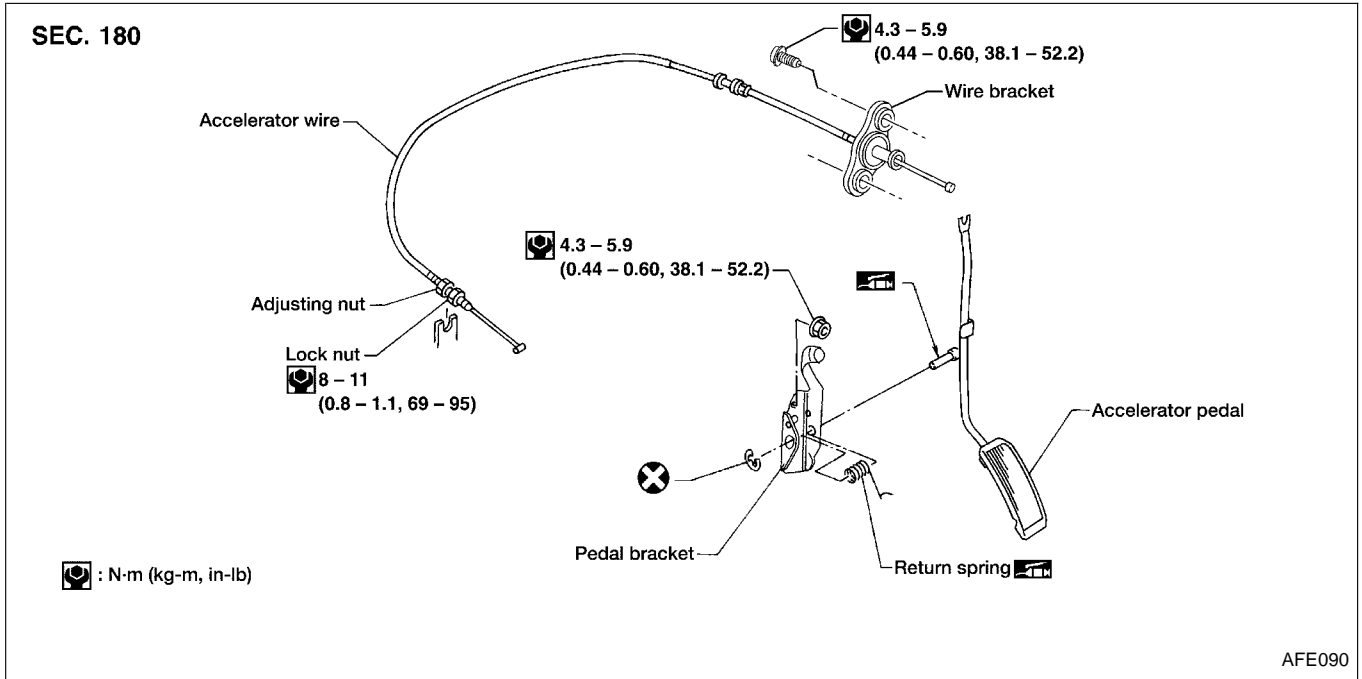 SEC. 180
4.3 – 5.9
(0.44 – 0.60, 38.1 – 52.2)
Wire bracket
Accelerator wire
4.3 – 5.9
(0.44 – 0.60, 38.1 – 52.2)
Adjusting nut
Lock nut
8 – 11
(0.8 – 1.1, 69 – 95)
Accelerator pedal
Pedal bracket
Return spring
: N·m (kg-m, in-lb)
AFE090